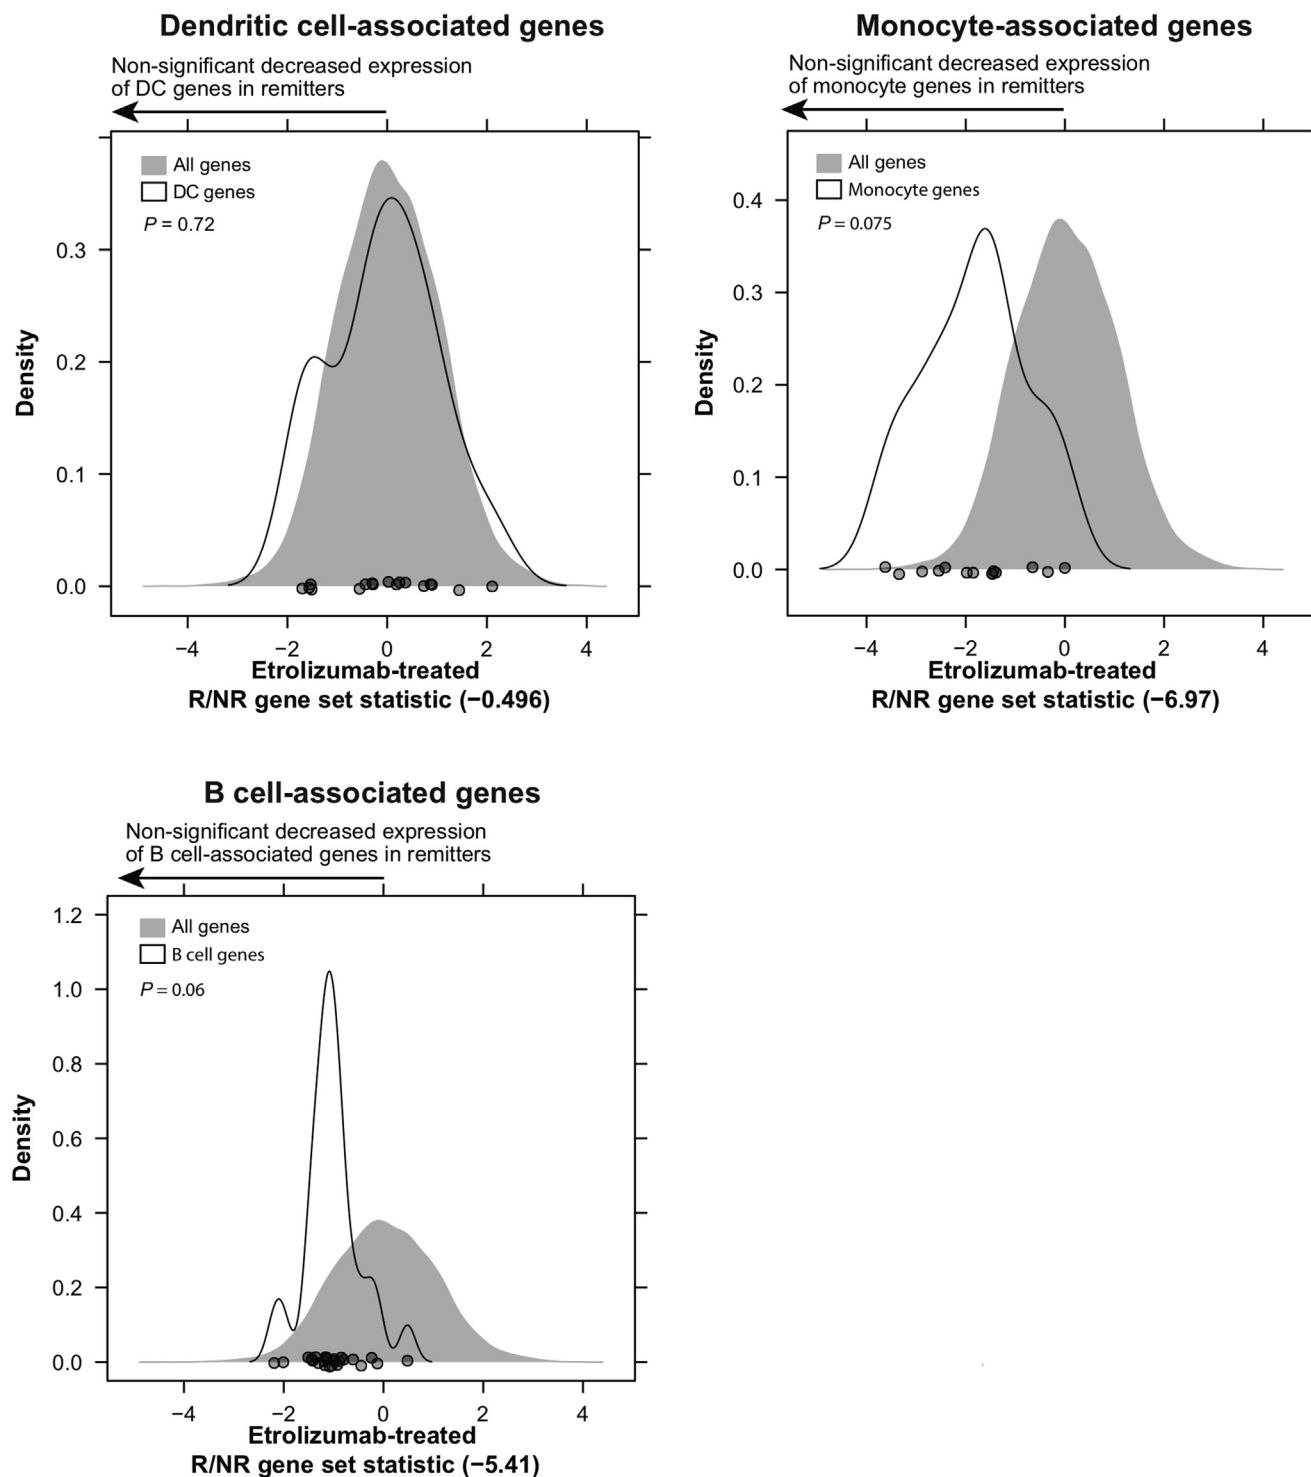 Dendritic cell-associated genes
Non-significant decreased expression
of DC genes in remitters
All genes
DC genes
P = 0.72
0.3
0.2
0.1
0.0
Density
−4 −2 0 2 4
Etrolizumab-treated
R/NR gene set statistic (−0.496)
Monocyte-associated genes
Non-significant decreased expression
of monocyte genes in remitters
All genes
Monocyte genes
P = 0.075
0.4
0.3
0.2
0.1
0.0
Density
−4 −2 0 2 4
Etrolizumab-treated
R/NR gene set statistic (−6.97)
B cell-associated genes
Non-significant decreased expression
of B cell-associated genes in remitters
All genes
B cell genes
P = 0.06
1.2
1.0
0.8
0.6
0.4
0.2
0.0
Density
−4 −2 0 2 4
Etrolizumab-treated
R/NR gene set statistic (−5.41)